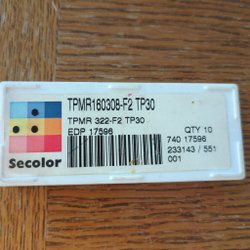 TPMR160308-F2 TP30
TPMR 322-F2 TP30
EDP 17596
QTY 10
740 17596
233143 / 551
001
Secolor